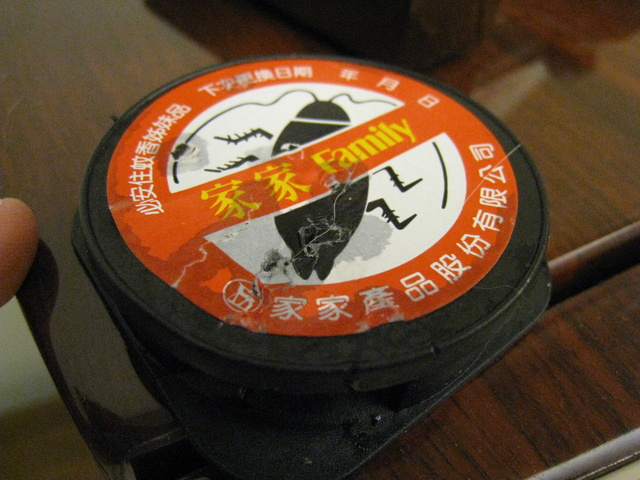 下次更換日期 年 月 日
必安住蚊香姊妹品
家家 Family
家家產品股份有限公司